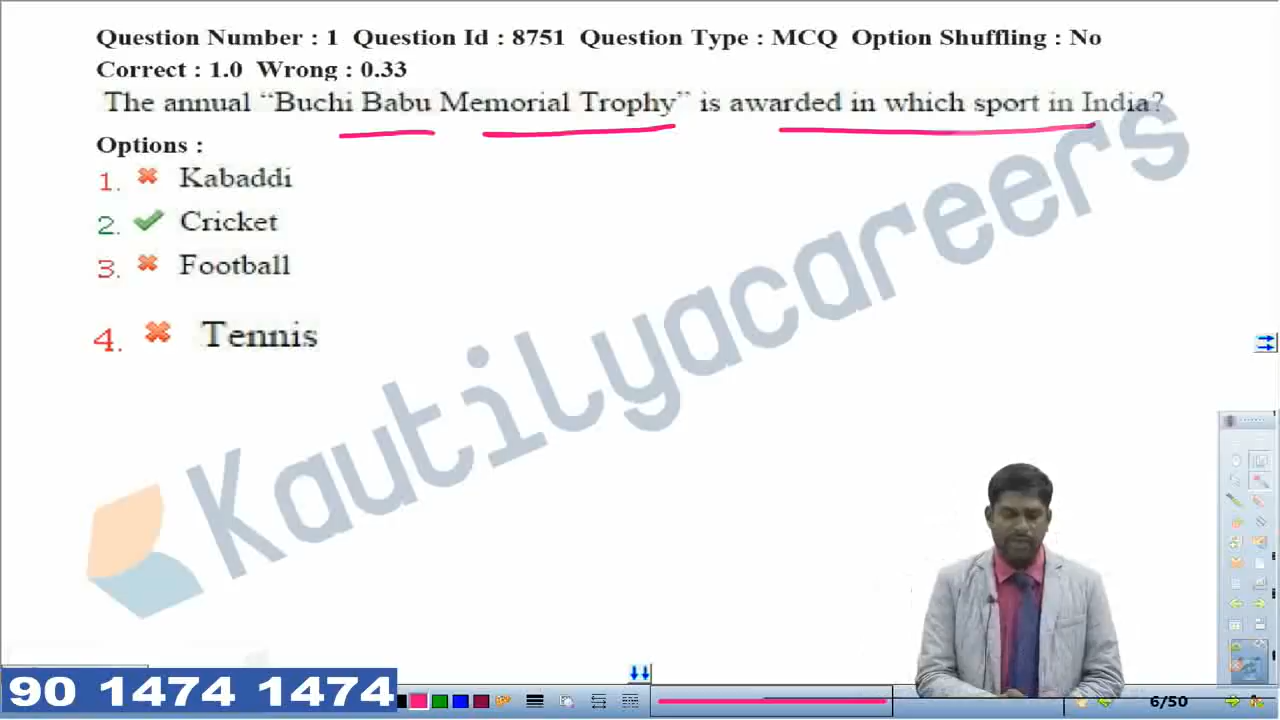 Question Number : 1 Question Id : 8751 Question Type : MCQ Option Shuffling : No
Correct : 1.0 Wrong : 0.33
The annual “Buchi Babu Memorial Trophy” is awarded in which sport in India?
Options :
1. Kabaddi
2. Cricket
3. Football
4. Tennis
Kautilyacareers
90 1474 1474
6/50